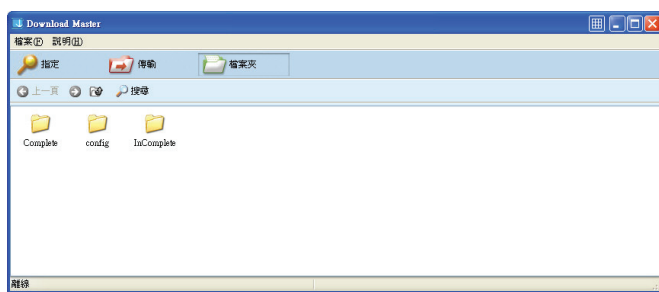 Download Master
檔案(F) 説明(H)
指定 傳輸 檔案夾
上一頁 搜尋
Complete config InComplete
離線